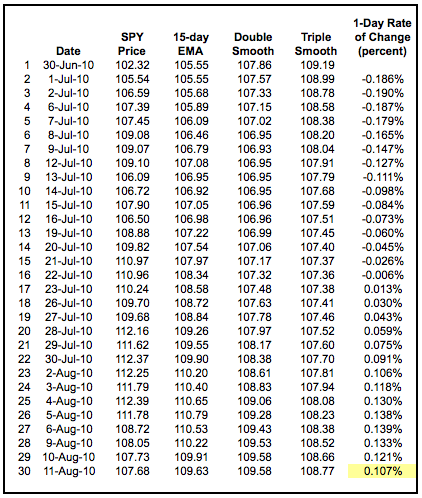 1-Day Rate
SPY 15-day Double Triple of Change
Date Price EMA Smooth Smooth (percent)
1 30-Jun-10 102.32 105.55 107.86 109.19
2 1-Jul-10 105.54 105.55 107.57 108.99 -0.186%
3 2-Jul-10 106.59 105.68 107.33 108.78 -0.190%
4 6-Jul-10 107.39 105.89 107.15 108.58 -0.187%
5 7-Jul-10 107.45 106.09 107.02 108.38 -0.179%
6 8-Jul-10 109.08 106.46 106.95 108.20 -0.165%
7 9-Jul-10 109.07 106.79 106.93 108.04 -0.147%
8 12-Jul-10 109.10 107.08 106.95 107.91 -0.127%
9 13-Jul-10 106.09 106.95 106.95 107.79 -0.111%
10 14-Jul-10 106.72 106.92 106.95 107.68 -0.098%
11 15-Jul-10 107.90 107.05 106.96 107.59 -0.084%
12 16-Jul-10 106.50 106.98 106.96 107.51 -0.073%
13 19-Jul-10 108.88 107.22 106.99 107.45 -0.060%
14 20-Jul-10 109.82 107.54 107.06 107.40 -0.045%
15 21-Jul-10 110.97 107.97 107.17 107.37 -0.026%
16 22-Jul-10 110.96 108.34 107.32 107.36 -0.006%
17 23-Jul-10 110.24 108.58 107.48 107.38 0.013%
18 26-Jul-10 109.70 108.72 107.63 107.41 0.030%
19 27-Jul-10 109.68 108.84 107.78 107.46 0.043%
20 28-Jul-10 112.16 109.26 107.97 107.52 0.059%
21 29-Jul-10 111.62 109.55 108.17 107.60 0.075%
22 30-Jul-10 112.37 109.90 108.38 107.70 0.091%
23 2-Aug-10 112.25 110.20 108.61 107.81 0.106%
24 3-Aug-10 111.79 110.40 108.83 107.94 0.118%
25 4-Aug-10 112.39 110.65 109.06 108.08 0.130%
26 5-Aug-10 111.78 110.79 109.28 108.23 0.138%
27 6-Aug-10 108.72 110.53 109.43 108.38 0.139%
28 9-Aug-10 108.05 110.22 109.53 108.52 0.133%
29 10-Aug-10 107.73 109.91 109.58 108.66 0.121%
30 11-Aug-10 107.68 109.63 109.58 108.77 0.107%